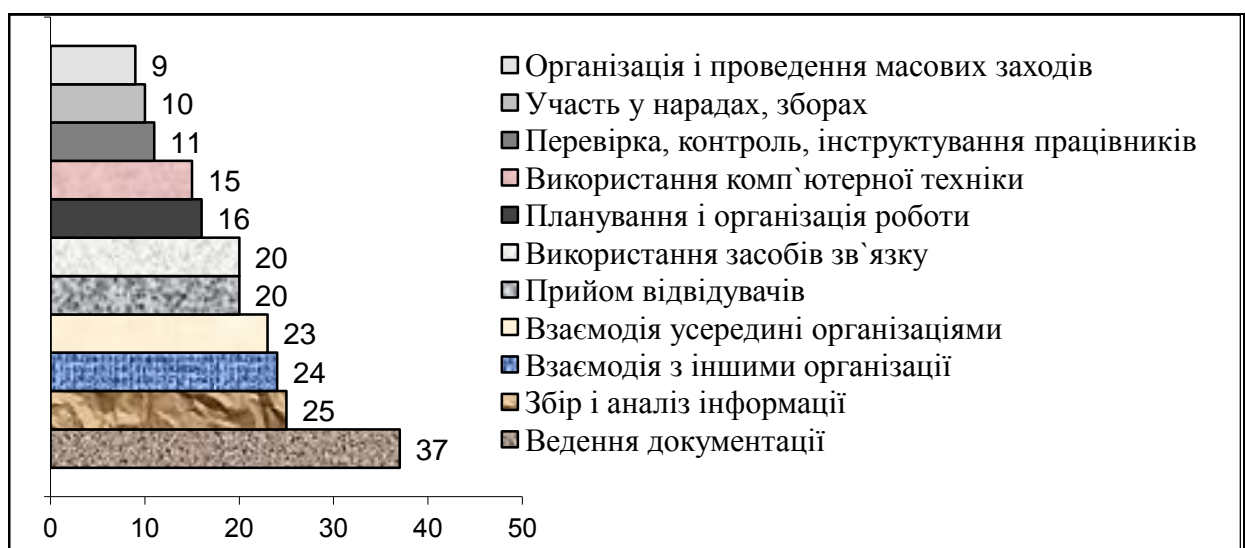 9
10
11
15
16
20
20
23
24
25
37
0 10 20 30 40 50
Організація і проведення масових заходів
Участь у нарадах, зборах
Перевірка, контроль, інструктування працівників
Використання комп`ютерної техніки
Планування і організація роботи
Використання засобів зв`язку
Прийом відвідувачів
Взаємодія усередині організаціями
Взаємодія з іншими організації
Збір і аналіз інформації
Ведення документації